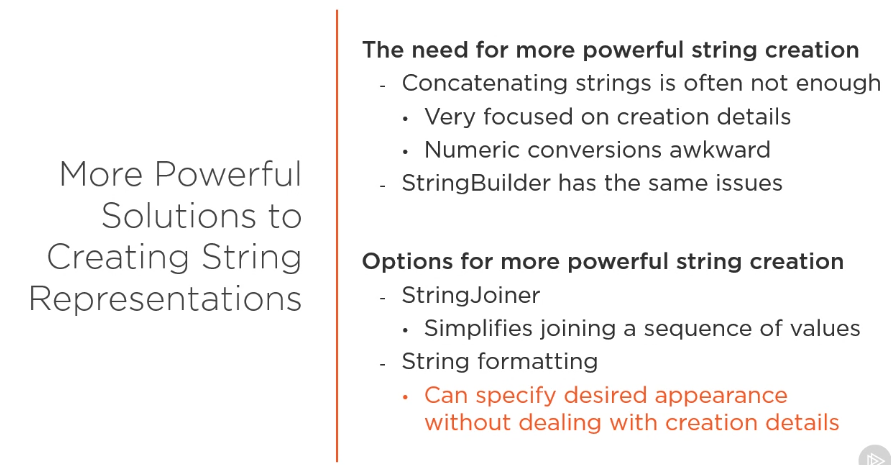 More Powerful
Solutions to
Creating String
Representations
The need for more powerful string creation
- Concatenating strings is often not enough
• Very focused on creation details
• Numeric conversions awkward
- StringBuilder has the same issues
Options for more powerful string creation
- StringJoiner
• Simplifies joining a sequence of values
- String formatting
• Can specify desired appearance
without dealing with creation details